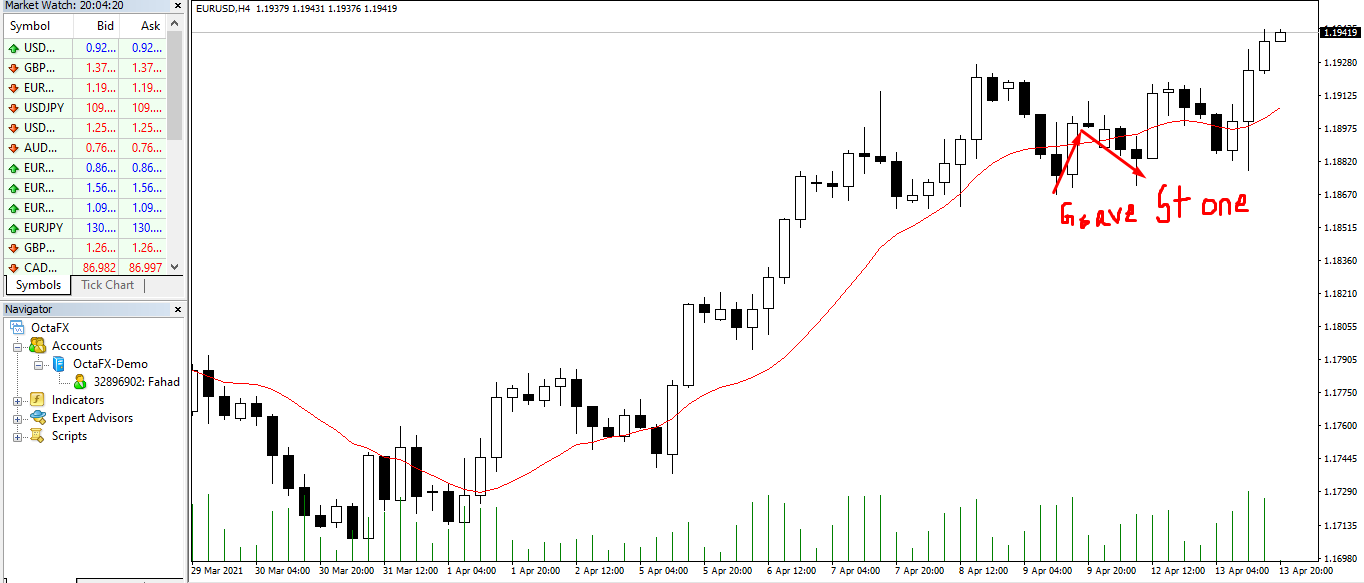 Market Watch: 20:04:20
Symbol Bid Ask
USD... 0.92... 0.92...
GBP... 1.37... 1.37...
EUR... 1.19... 1.19...
USDJPY 109.... 109....
USD... 1.25... 1.25...
AUD... 0.76... 0.76...
EUR... 0.86... 0.86...
EUR... 1.56... 1.56...
EUR... 1.09... 1.09...
EURJPY 130.... 130....
GBP... 1.26... 1.26...
CAD... 86.982 86.997
Symbols Tick Chart
Navigator
OctaFX
Accounts
OctaFX-Demo
32896902: Fahad
Indicators
Expert Advisors
Scripts
EURUSD,H4 1.19379 1.19431 1.19376 1.19419
1.19419
1.19280
1.19125
1.18975
1.18820
1.18670
1.18515
1.18360
1.18210
1.18055
1.17905
1.17750
1.17600
1.17445
1.17290
1.17135
1.16980
Grave Stone
29 Mar 2021 30 Mar 04:00 30 Mar 20:00 31 Mar 12:00 1 Apr 04:00 1 Apr 20:00 2 Apr 12:00 5 Apr 04:00 5 Apr 20:00 6 Apr 12:00 7 Apr 04:00 7 Apr 20:00 8 Apr 12:00 9 Apr 04:00 9 Apr 20:00 12 Apr 12:00 13 Apr 04:00 13 Apr 20:00